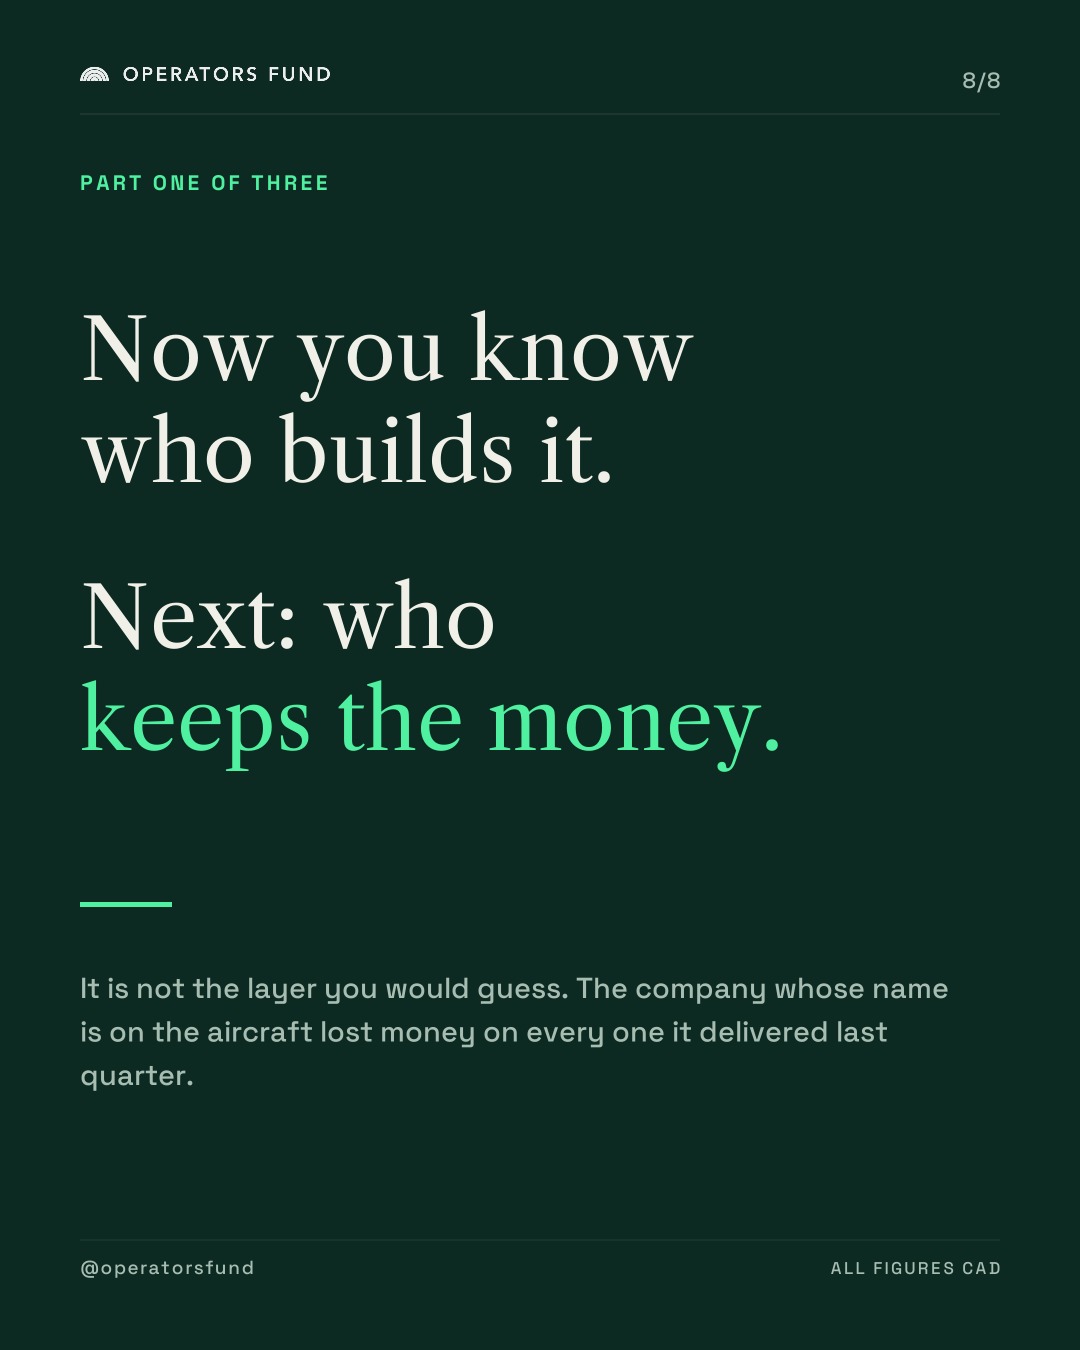 OPERATORS FUND
8/8
PART ONE OF THREE
Now you know
who builds it.
Next: who
keeps the money.
It is not the layer you would guess. The company whose name
is on the aircraft lost money on every one it delivered last
quarter.
@operatorsfund
ALL FIGURES CAD